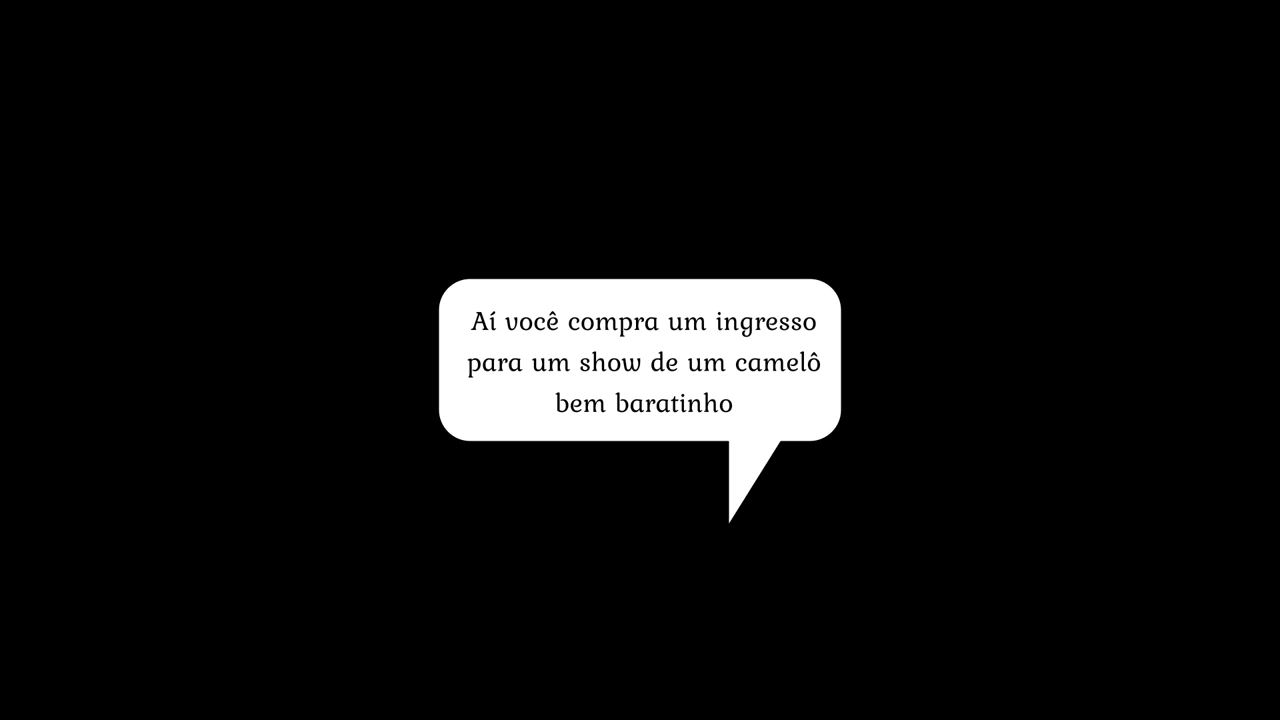 Aí você compra um ingresso
para um show de um camelô
bem baratinho